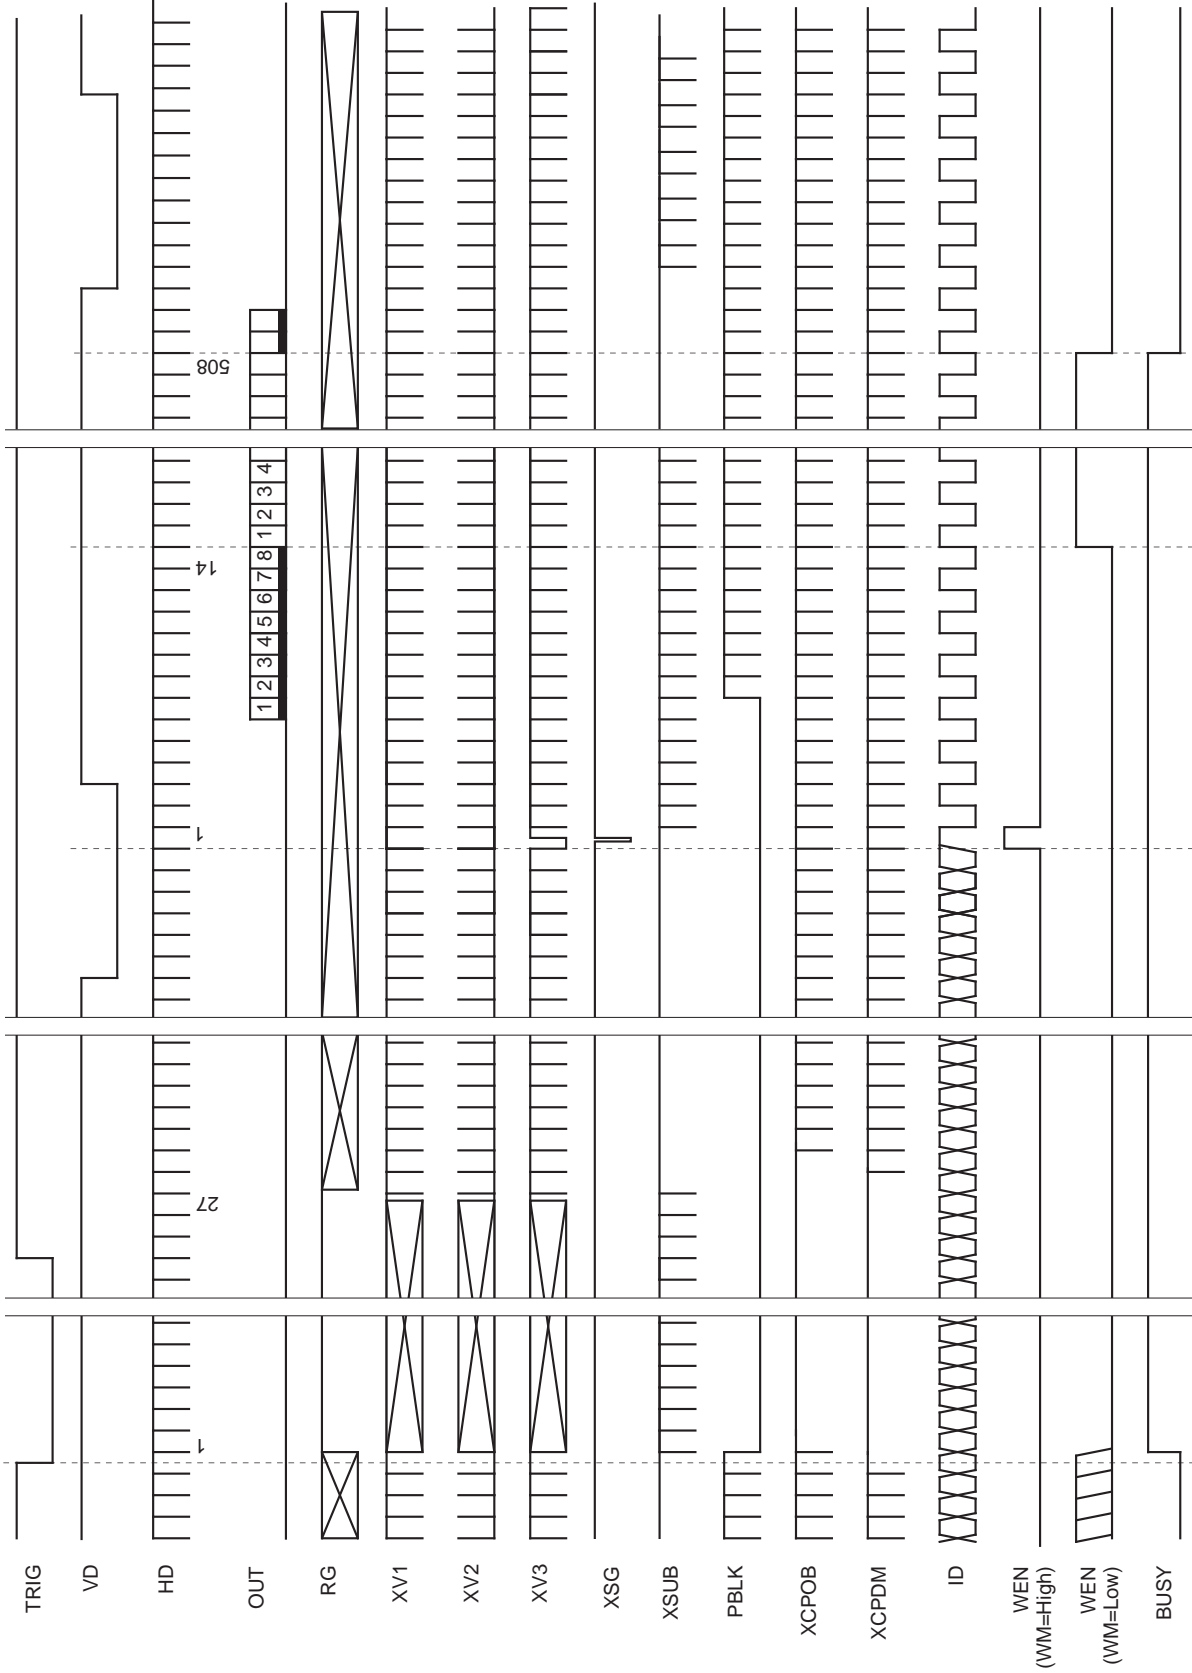 TRIG
VD
HD
1
27
1
14
508
OUT
1 2 3 4 5 6 7 8 1 2 3 4
RG
XV1
XV2
XV3
XSG
XSUB
PBLK
XCPOB
XCPDM
ID
WEN
(WM=High)
WEN
(WM=Low)
BUSY